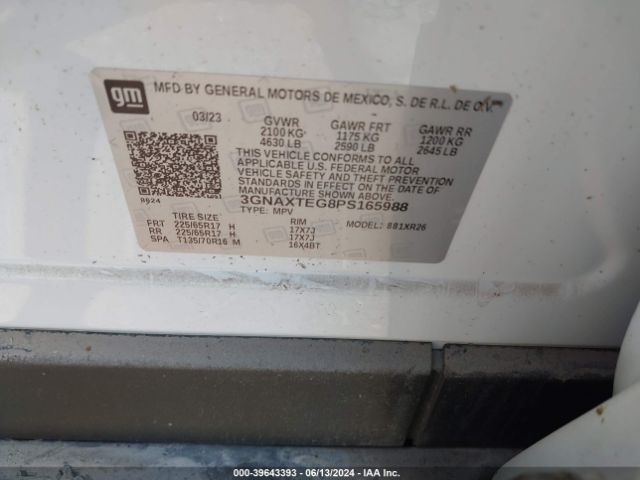 gm
MFD BY GENERAL MOTORS DE MEXICO, S. DE R.L. DE C.V.
03/23 GVWR GAWR FRT GAWR RR
2100 KG 1175 KG 1200 KG
4630 LB 2590 LB 2645 LB
THIS VEHICLE CONFORMS TO ALL
APPLICABLE U.S. FEDERAL MOTOR
VEHICLE SAFETY AND THEFT PREVENTION
STANDARDS IN EFFECT ON THE DATE OF
MANUFACTURE SHOWN ABOVE.
8924 3GNAXTEG8PS165988
TYPE: MPV MODEL: 881XR26
TIRE SIZE RIM
FRT 225/65R17 H 17X7J
RR 225/65R17 H 17X7J
SPA T135/70R16 M 16X4BT
39643393 - 06/13/2024 - IAA Inc.